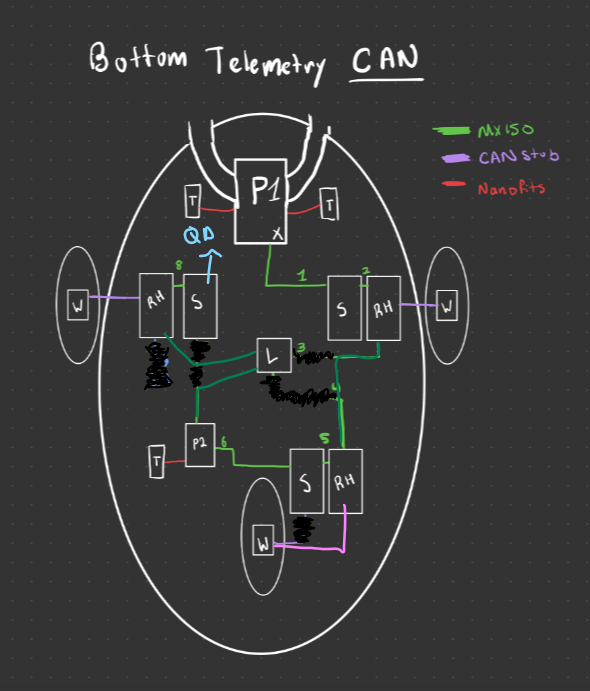 Bottom Telemetry CAN
MX150
CAN stub
Nanofits
P1
X
T
T
QD
8
RH
S
W
1
2
S
RH
W
L
3
P2
6
T
5
S
RH
W